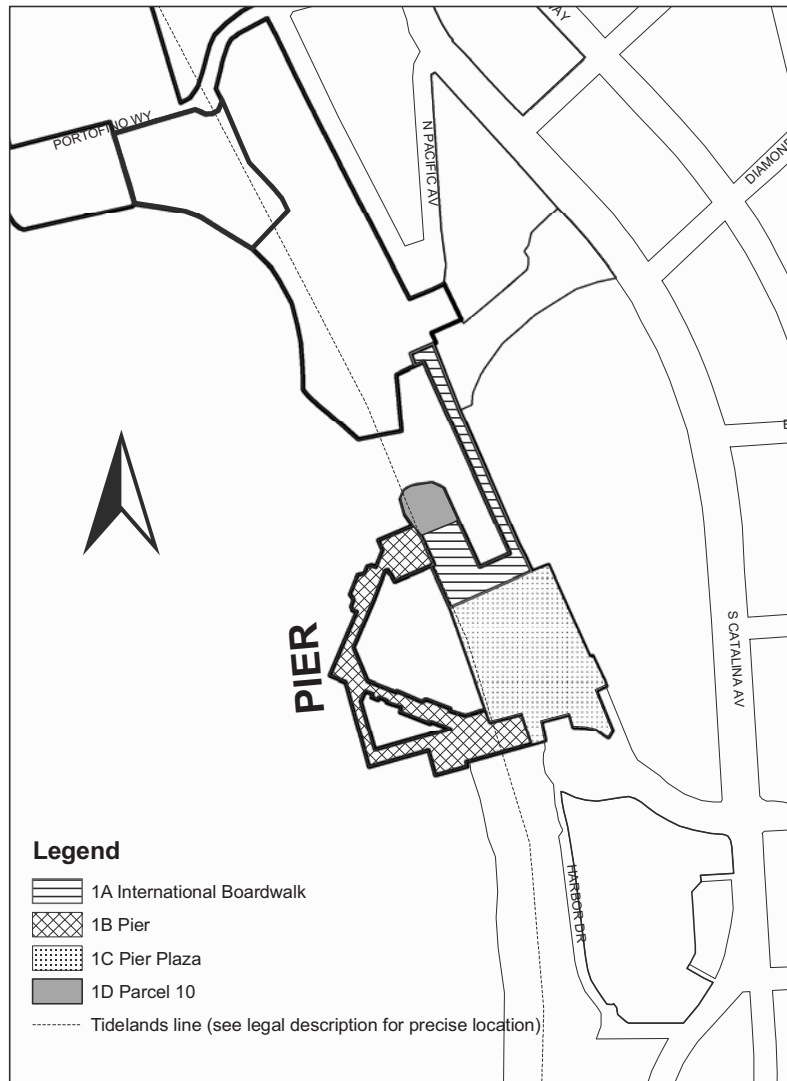 WAY
PORTOFINO WY
N PACIFIC AV
DIAMOND
PIER
S CATALINA AV
HARBOR DR
Legend
1A International Boardwalk
1B Pier
1C Pier Plaza
1D Parcel 10
Tidelands line (see legal description for precise location)